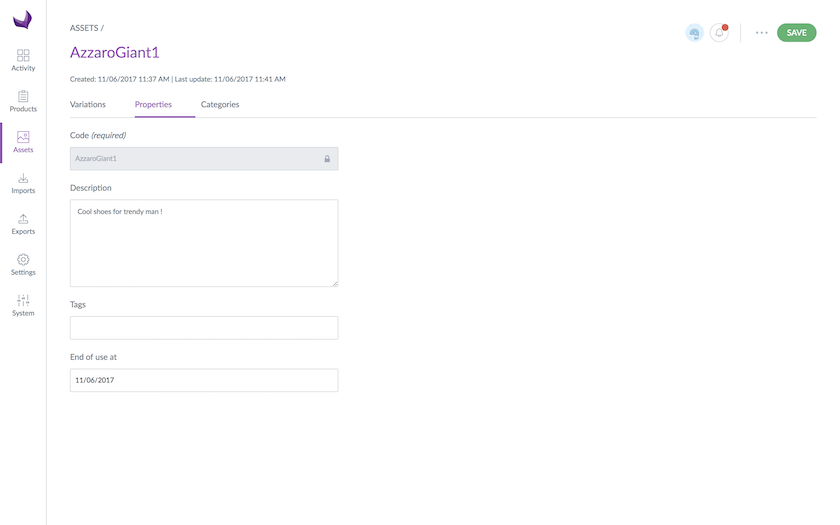 ASSETS /
SAVE
AzzaroGiant1
Created: 11/06/2017 11:37 AM | Last update: 11/06/2017 11:41 AM
Variations
Properties
Categories
Activity
Products
Assets
Imports
Exports
Settings
System
Code (required)
AzzaroGiant1
Description
Cool shoes for trendy man !
Tags
End of use at
11/06/2017